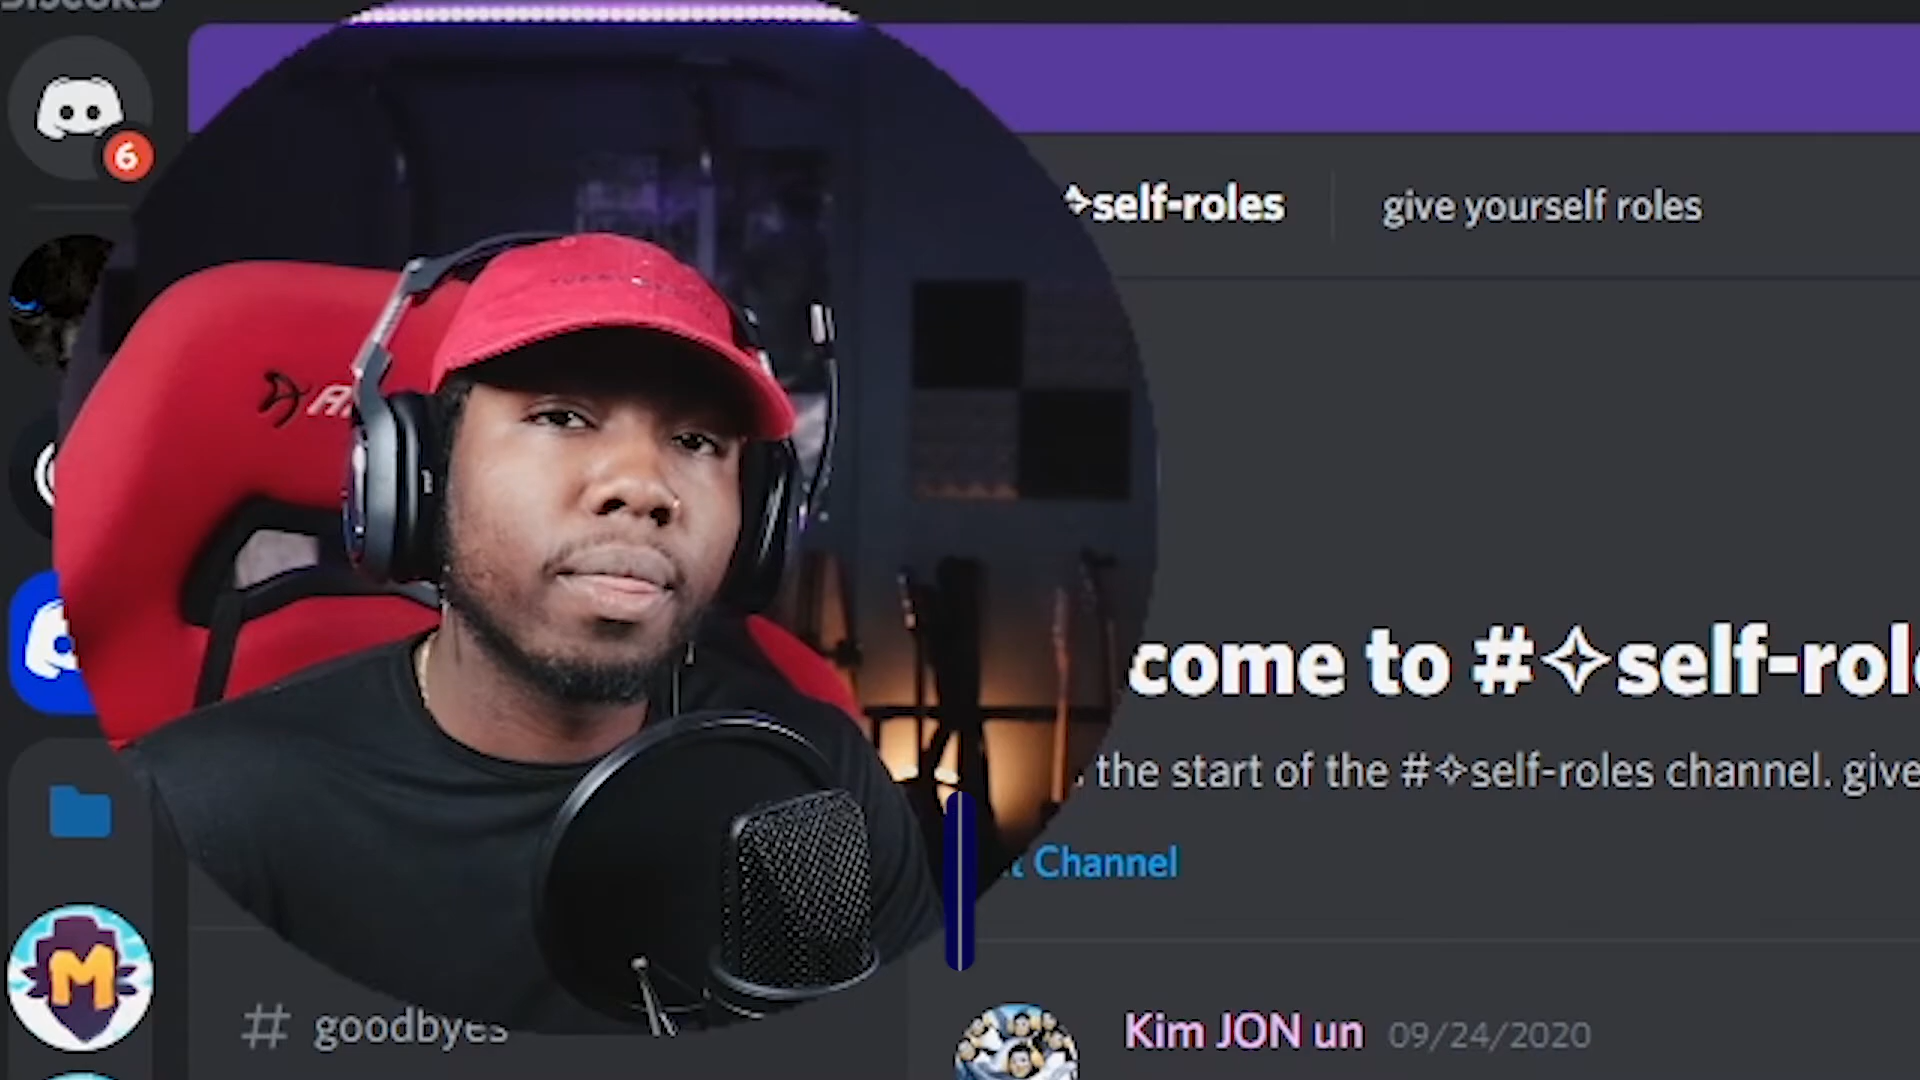 6
✧self-roles
give yourself roles
come to #✧self-rol
the start of the #✧self-roles channel. give
t Channel
# goodbyes
M
Kim JON un 09/24/2020